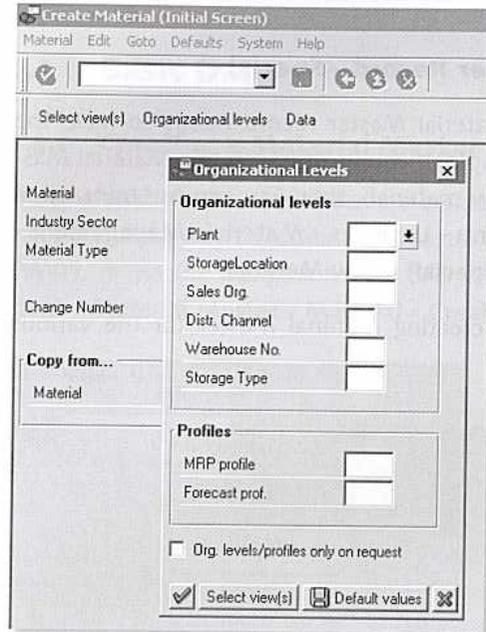 Create Material (Initial Screen)
Material Edit Goto Defaults System Help
Select view(s) Organizational levels Data
Material
Industry Sector
Material Type
Change Number
Copy from...
Material
Organizational Levels
Organizational levels
Plant
StorageLocation
Sales Org.
Distr. Channel
Warehouse No.
Storage Type
Profiles
MRP profile
Forecast prof.
Org. levels/profiles only on request
Select view(s) Default values